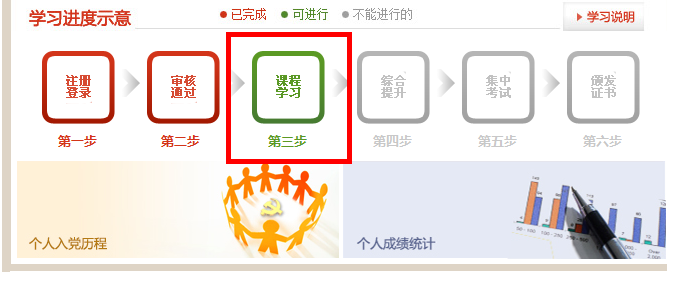 学习进度示意
已完成 可进行 不能进行的
学习说明
注册
登录
审核
通过
课程
学习
综合
提升
集中
考试
颁发
证书
第一步 第二步 第三步 第四步 第五步 第六步
个人入党历程
个人成绩统计